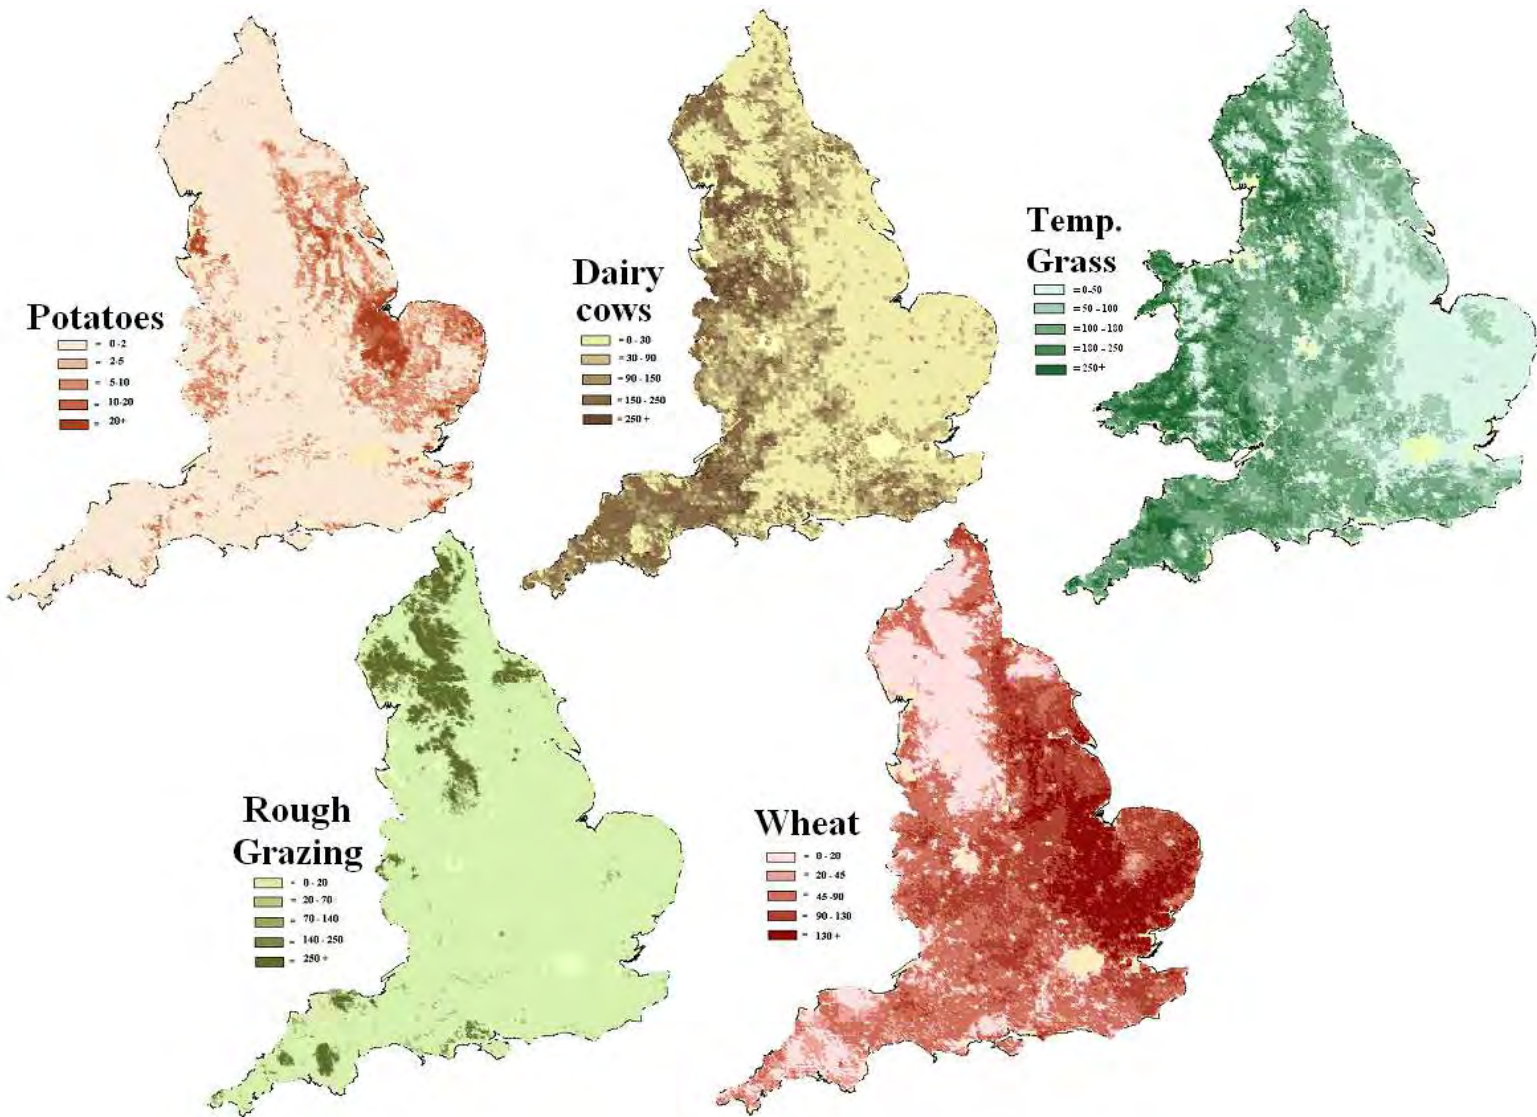 Potatoes
= 0-2
= 2-5
= 5-10
= 10-20
= 20+
Dairy
cows
= 0 - 30
= 30 - 90
= 90 - 150
= 150 - 250
= 250 +
Temp.
Grass
= 0-50
= 50 - 100
= 100 - 180
= 180 - 250
= 250+
Rough
Grazing
= 0 - 20
= 20 - 70
= 70 - 140
= 140 - 250
= 250 +
Wheat
= 0 - 20
= 20 - 45
= 45 - 90
= 90 - 130
= 130 +